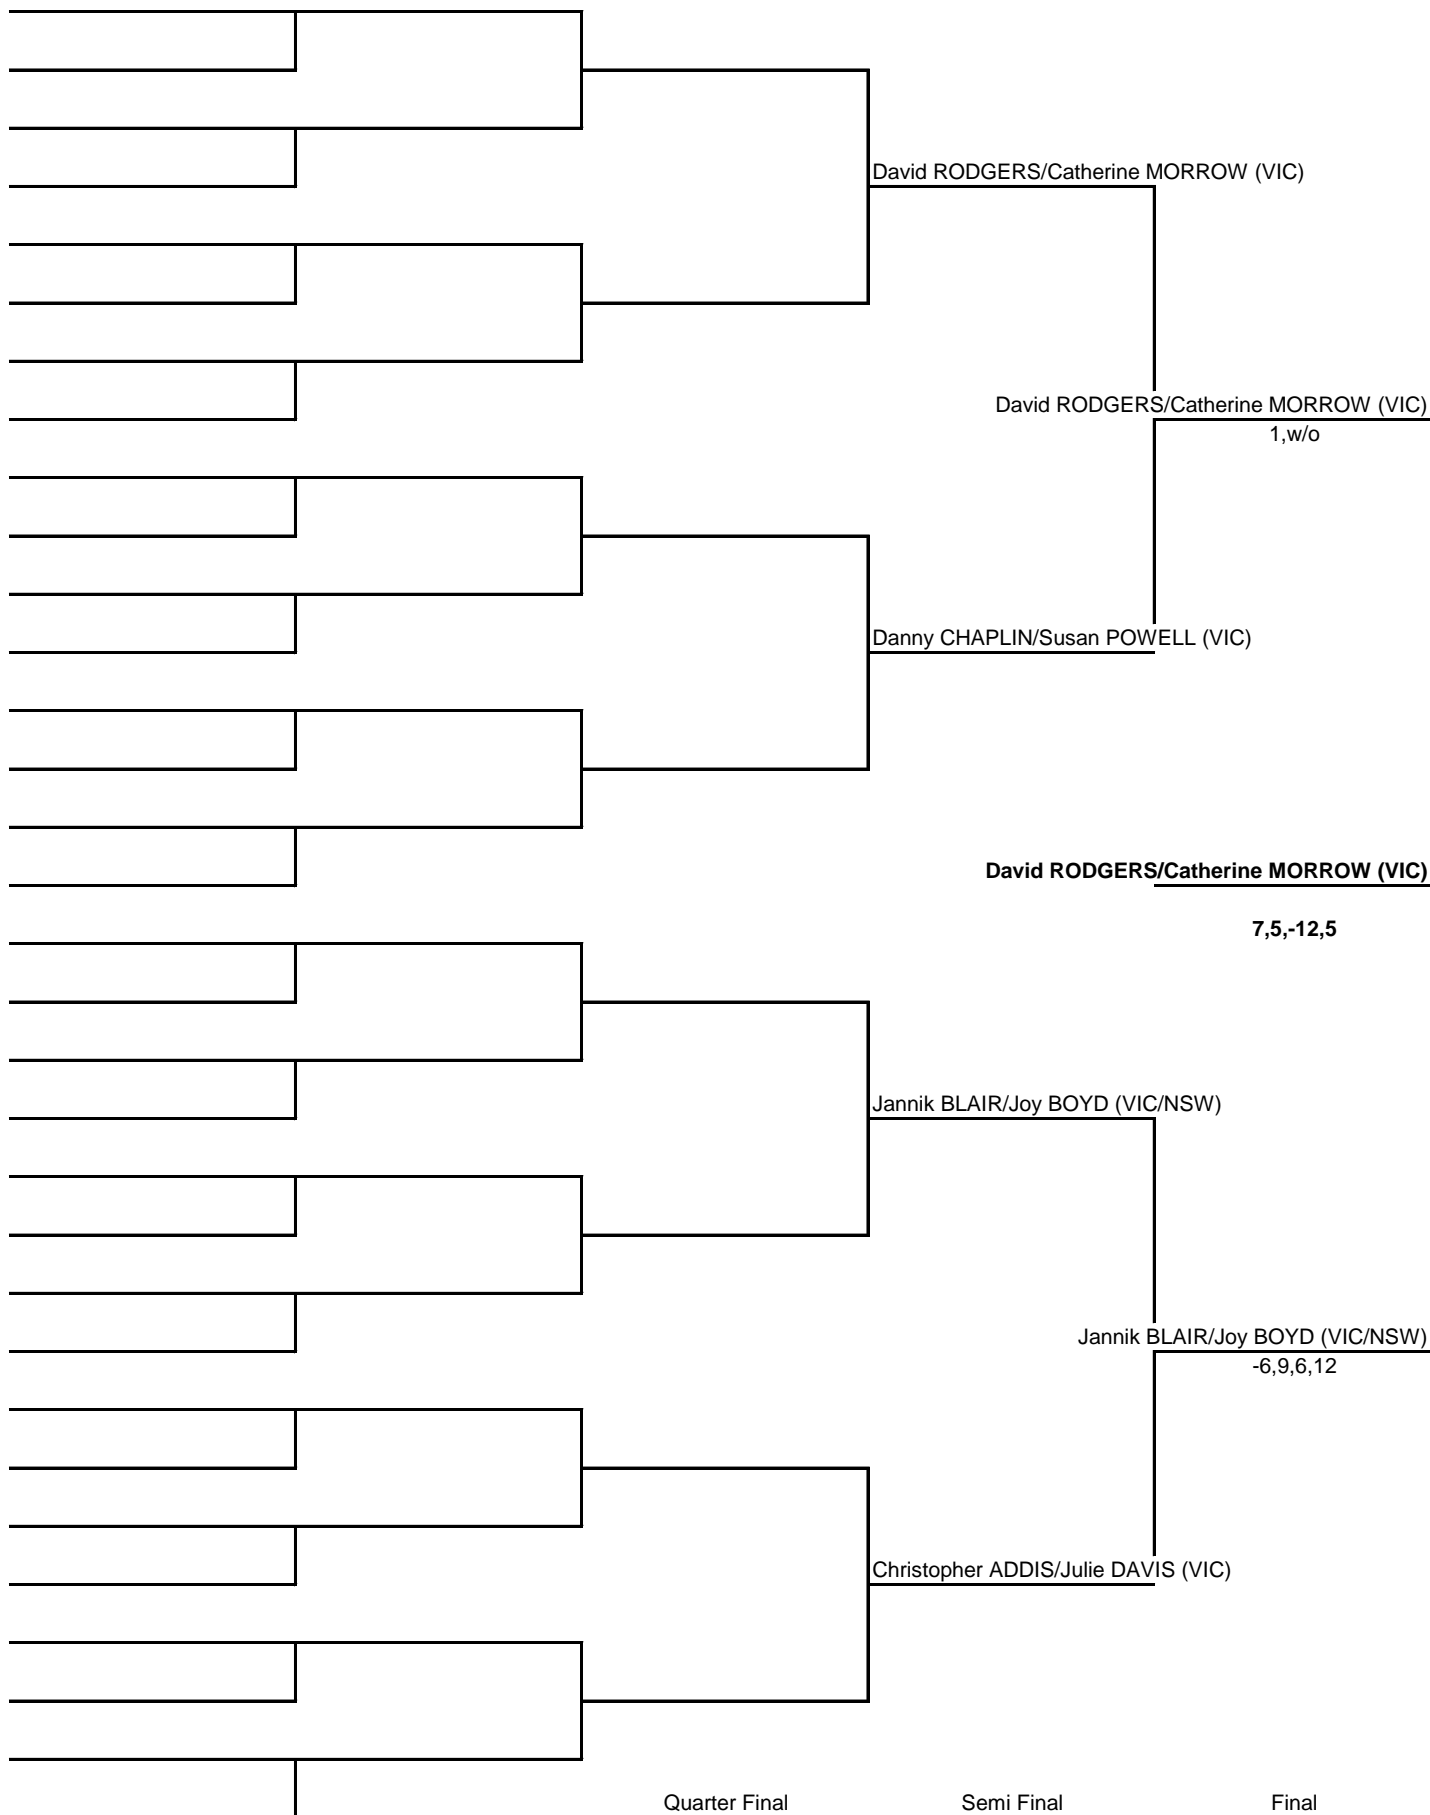 David RODGERS/Catherine MORROW (VIC)
David RODGERS/Catherine MORROW (VIC)
1,w/o
Danny CHAPLIN/Susan POWELL (VIC)
David RODGERS/Catherine MORROW (VIC)
7,5,-12,5
Jannik BLAIR/Joy BOYD (VIC/NSW)
Jannik BLAIR/Joy BOYD (VIC/NSW)
-6,9,6,12
Christopher ADDIS/Julie DAVIS (VIC)
Quarter Final Semi Final Final